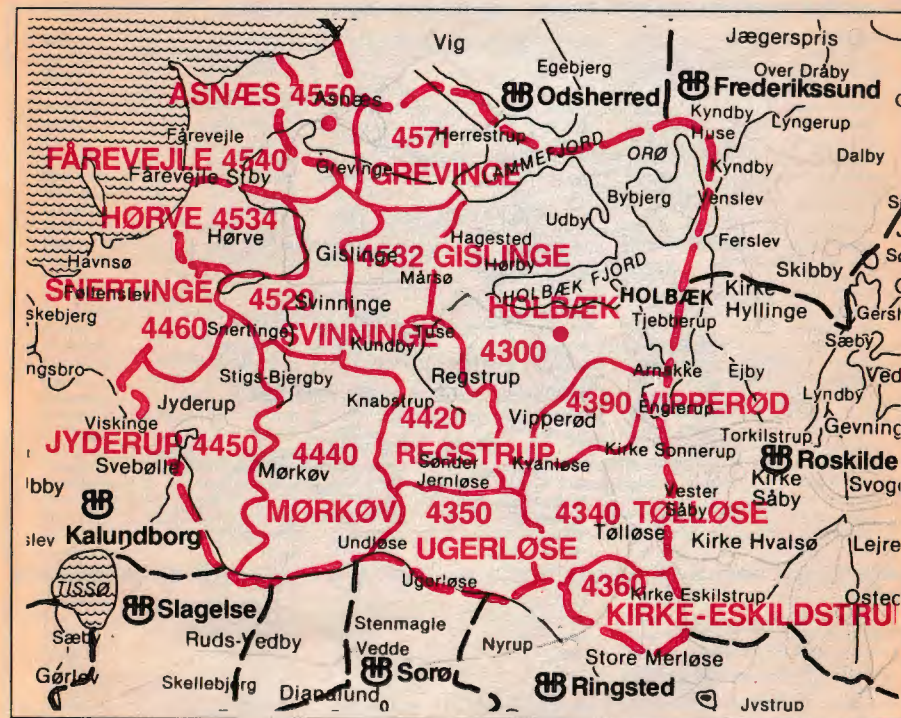 Vig
Jægerspris
Egebjerg
Over Dråby
Odsherred
Frederikssund
ASNÆS 4550
Asnæs
Kyndby
Huse
Lyngerup
Fårevejle
4571
Herrestrup
GREVINGE
LAMMEFJORD
ORØ
Dalby
FÅREVEJLE 4540
Grevinge
Fårevejle Stby
Kyndby
Bybjerg
Venslev
HØRVE 4534
Hørve
Udby
Ferslev
Gislinge
Hagested
4532 GISLINGE
Hørby
Mårsø
Havnsø
SNERTINGE
Føllenslev
Skibby
HOLBÆK FJORD
HOLBÆK
Kirke
Hyllinge
skebjerg
4520
Svinninge
SVINNINGE
HOLBÆK
Tjebberup
4460
Snertinge
Tuse
Kundby
4300
Sæby
ngsbro
Stigs-Bjergby
Regstrup
Arnakke
Ejby
Jyderup
Knabstrup
4420
Vipperød
4390 VIPPERØD
Englerup
Lyndby
Viskinge
Gevning
Torkilstrup
JYDERUP 4450
4440
REGSTRUP
Kirke Sonnerup
Svebølle
Mørkøv
Sønder
Jernløse
Kvanløse
Roskilde
Kirke
Såby
MØRKØV
4350
4340 TØLLØSE
Vester
Såby
Kalundborg
Undløse
UGERLØSE
Tølløse
Kirke Hvalsø
Lejre
TISSØ
Ugerløse
4360
Kirke Eskilstrup
KIRKE-ESKILDSTRU
Slagelse
Sæby
Ruds-Vedby
Stenmagle
Vedde
Nyrup
Store Merløse
Gørlev
Skellebjerg
Sorø
Ringsted
Dianalund
Jystrup